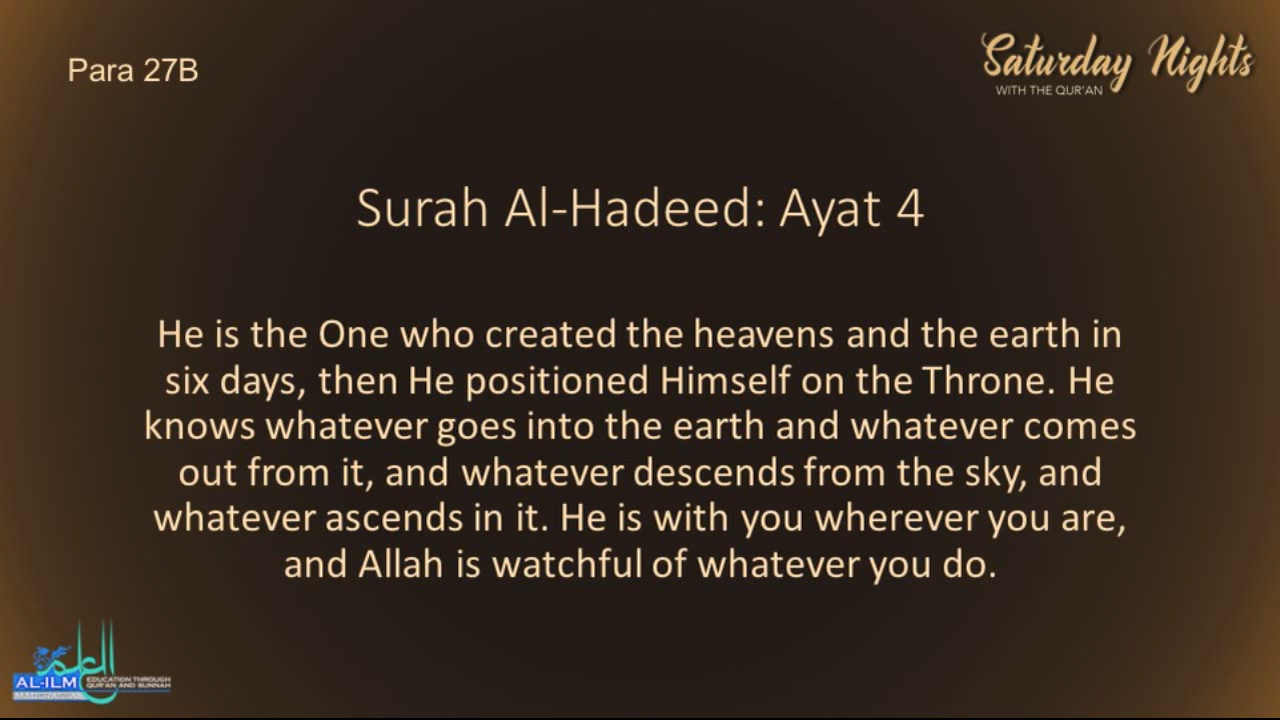 Para 27B
Saturday Nights
WITH THE QUR'AN
Surah Al-Hadeed: Ayat 4
He is the One who created the heavens and the earth in
six days, then He positioned Himself on the Throne. He
knows whatever goes into the earth and whatever comes
out from it, and whatever descends from the sky, and
whatever ascends in it. He is with you wherever you are,
and Allah is watchful of whatever you do.
العلم
AL-ILM
EDUCATION THROUGH
QUR'AN AND SUNNAH